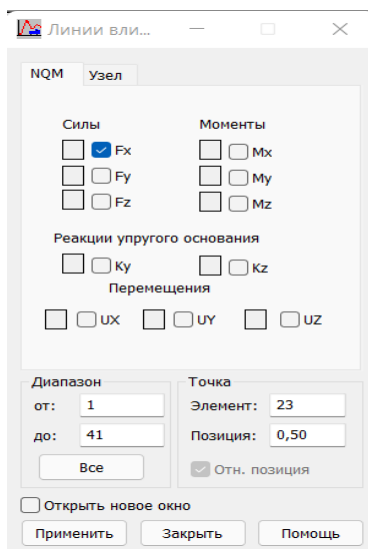 Линии вли...
NQM Узел
Силы Моменты
Fx Mx
Fy My
Fz Mz
Реакции упругого основания
Ky Kz
Перемещения
UX UY UZ
Диапазон Точка
от: 1 Элемент: 23
до: 41 Позиция: 0,50
Все Отн. позиция
Открыть новое окно
Применить Закрыть Помощь